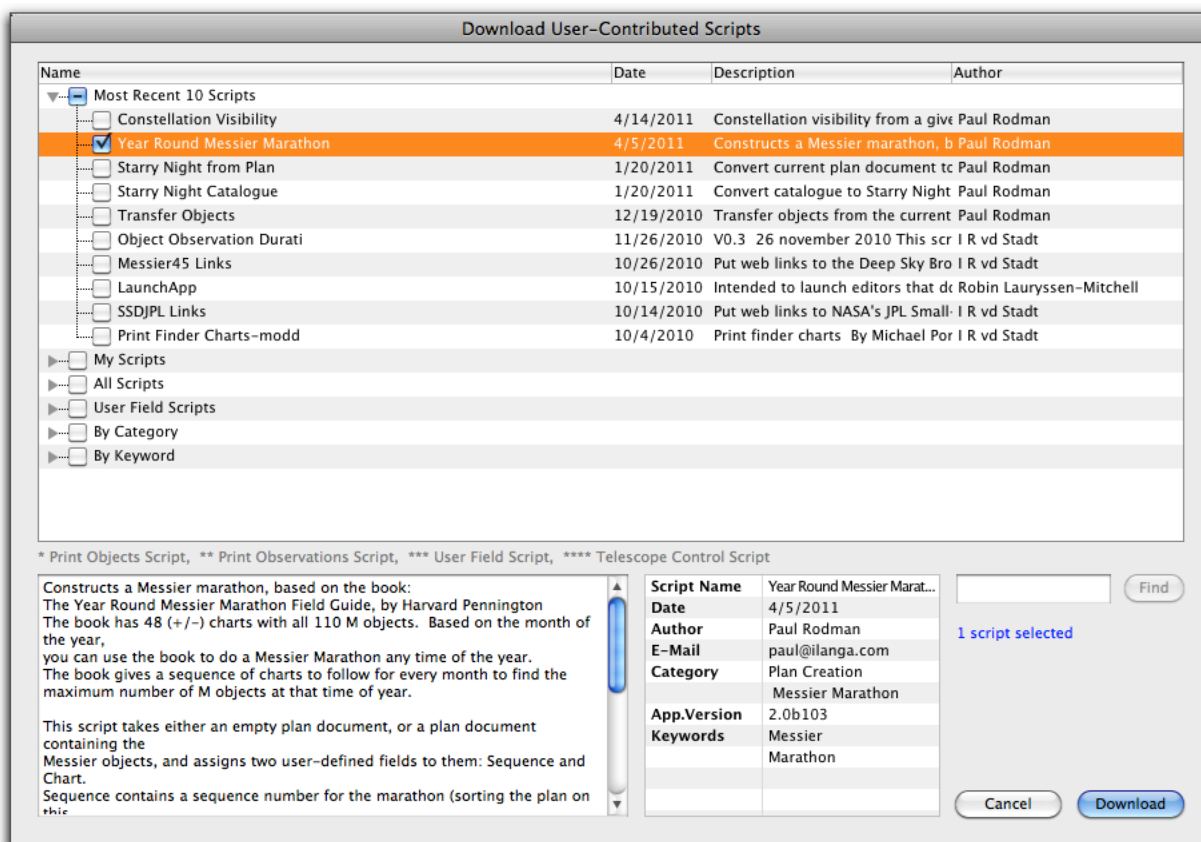 Download User-Contributed Scripts
Name Date Description Author
Most Recent 10 Scripts
Constellation Visibility 4/14/2011 Constellation visibility from a give Paul Rodman
Year Round Messier Marathon 4/5/2011 Constructs a Messier marathon, b Paul Rodman
Starry Night from Plan 1/20/2011 Convert current plan document to Paul Rodman
Starry Night Catalogue 1/20/2011 Convert catalogue to Starry Night Paul Rodman
Transfer Objects 12/19/2010 Transfer objects from the current Paul Rodman
Object Observation Durati 11/26/2010 V0.3 26 november 2010 This scr I R vd Stadt
Messier45 Links 10/26/2010 Put web links to the Deep Sky Bro I R vd Stadt
LaunchApp 10/15/2010 Intended to launch editors that do Robin Lauryssen-Mitchell
SSDJPL Links 10/14/2010 Put web links to NASA's JPL Small- I R vd Stadt
Print Finder Charts-modd 10/4/2010 Print finder charts By Michael Por I R vd Stadt
My Scripts
All Scripts
User Field Scripts
By Category
By Keyword
* Print Objects Script, ** Print Observations Script, *** User Field Script, **** Telescope Control Script
Constructs a Messier marathon, based on the book:
The Year Round Messier Marathon Field Guide, by Harvard Pennington
The book has 48 (+/-) charts with all 110 M objects. Based on the month of
the year,
you can use the book to do a Messier Marathon any time of the year.
The book gives a sequence of charts to follow for every month to find the
maximum number of M objects at that time of year.
This script takes either an empty plan document, or a plan document
containing the
Messier objects, and assigns two user-defined fields to them: Sequence and
Chart.
Sequence contains a sequence number for the marathon (sorting the plan on
this
Script Name Year Round Messier Marat...
Date 4/5/2011
Author Paul Rodman
E-Mail paul@ilanga.com
Category Plan Creation
Messier Marathon
App.Version 2.0b103
Keywords Messier
Marathon
Find
1 script selected
Cancel Download